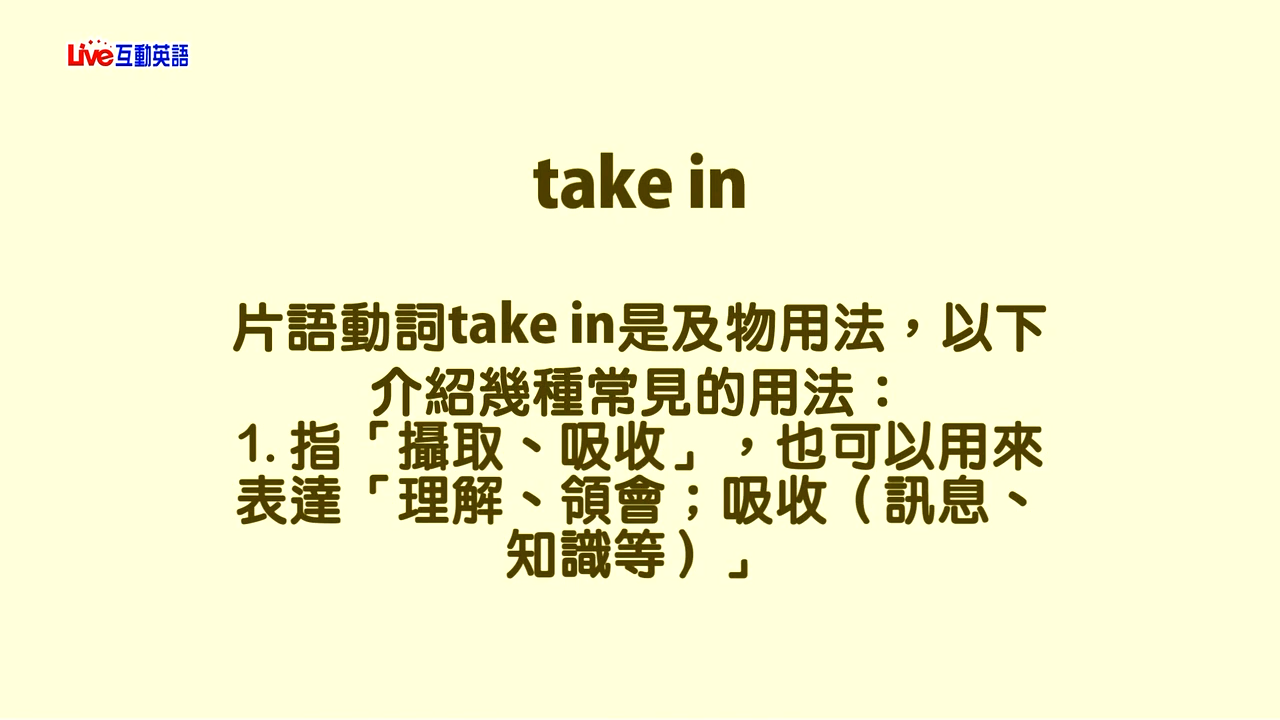 Live互動英語
take in
片語動詞take in是及物用法，以下
介紹幾種常見的用法：
1. 指「攝取、吸收」，也可以用來
表達「理解、領會；吸收（訊息、
知識等）」